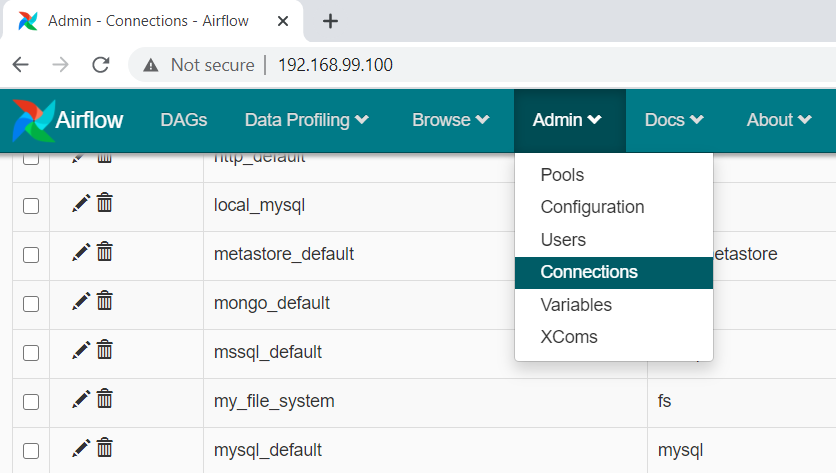 Admin - Connections - Airflow
Not secure | 192.168.99.100
Airflow DAGs Data Profiling Browse Admin Docs About
http_default
Pools
local_mysql
Configuration
Users
metastore_default etastore
Connections
mongo_default
Variables
XComs
mssql_default
my_file_system fs
mysql_default mysql